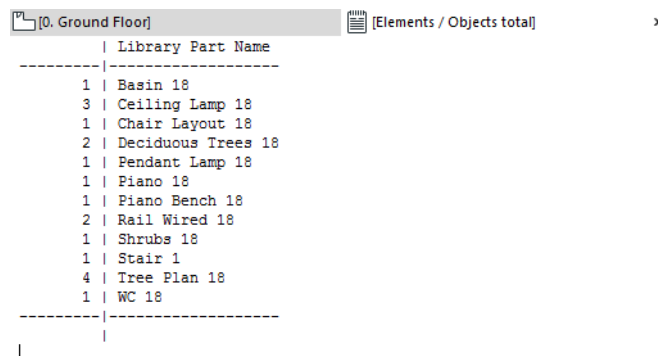 [0. Ground Floor] [Elements / Objects total]
| Library Part Name
---------|-------------------
1 | Basin 18
3 | Ceiling Lamp 18
1 | Chair Layout 18
2 | Deciduous Trees 18
1 | Pendant Lamp 18
1 | Piano 18
1 | Piano Bench 18
2 | Rail Wired 18
1 | Shrubs 18
1 | Stair 1
4 | Tree Plan 18
1 | WC 18
---------|-------------------
|